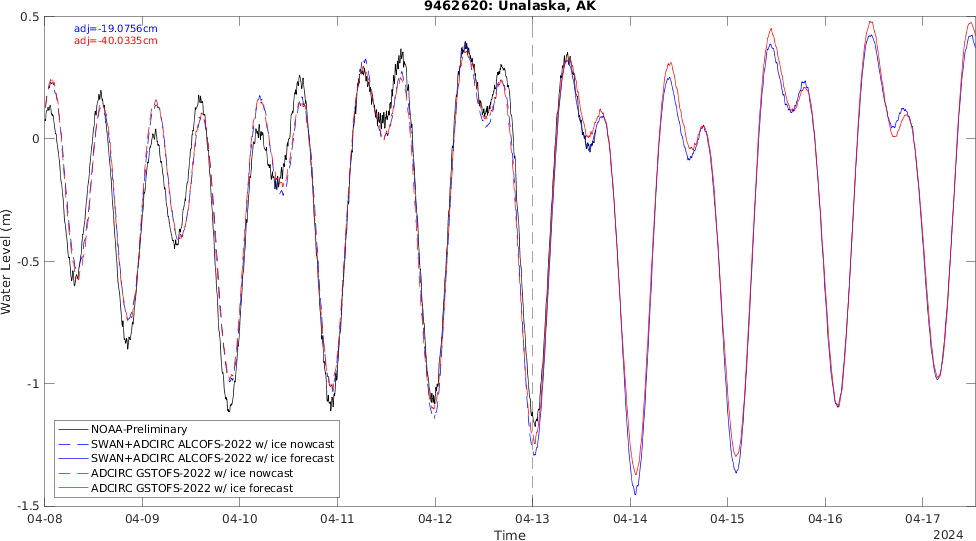 9462620: Unalaska, AK
adj=-19.0756cm
adj=-40.0335cm
0.5
0
-0.5
-1
-1.5
Water Level (m)
NOAA-Preliminary
SWAN+ADCIRC ALCOFS-2022 w/ ice nowcast
SWAN+ADCIRC ALCOFS-2022 w/ ice forecast
ADCIRC GSTOFS-2022 w/ ice nowcast
ADCIRC GSTOFS-2022 w/ ice forecast
04-08 04-09 04-10 04-11 04-12 04-13 04-14 04-15 04-16 04-17
Time
2024